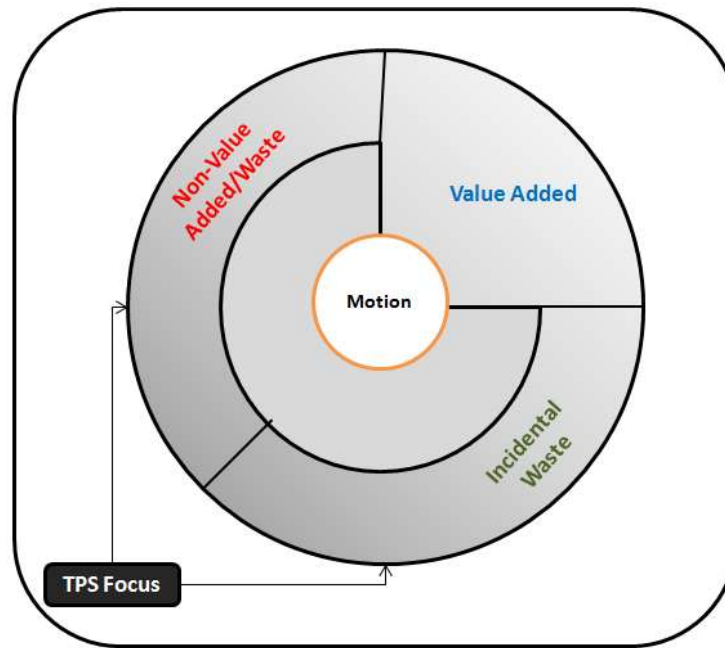 Non-Value
Added/Waste
Value Added
Motion
Incidental
Waste
TPS Focus